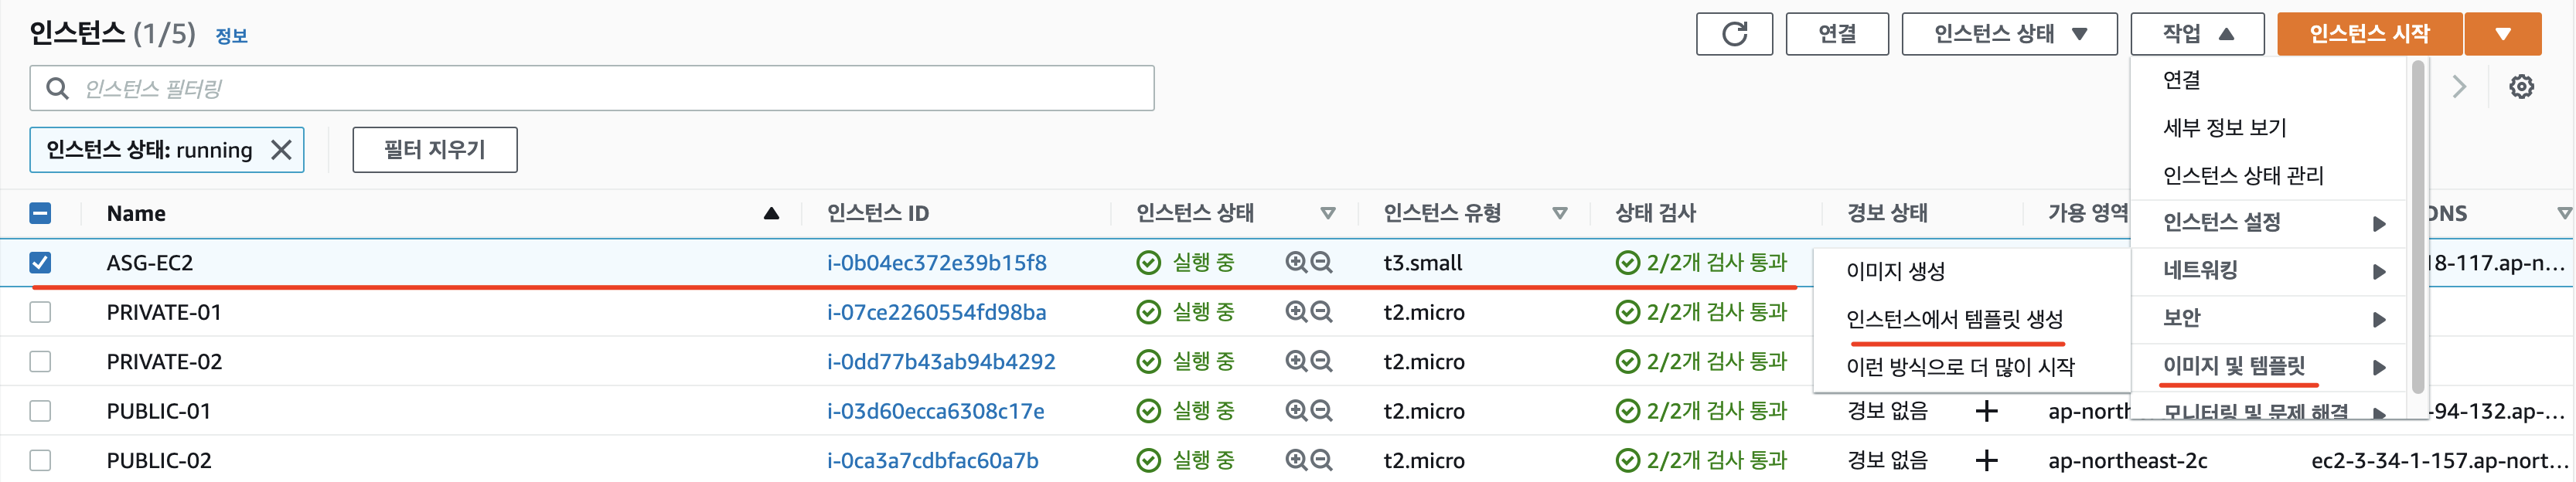 인스턴스 (1/5) 정보
연결 인스턴스 상태 작업 인스턴스 시작
인스턴스 필터링
인스턴스 상태: running
필터 지우기
연결
세부 정보 보기
인스턴스 상태 관리
인스턴스 설정
네트워킹
보안
이미지 및 템플릿
모니터링 및 문제 해결
이미지 생성
인스턴스에서 템플릿 생성
이런 방식으로 더 많이 시작
Name 인스턴스 ID 인스턴스 상태 인스턴스 유형 상태 검사 경보 상태 가용 영역 DNS
ASG-EC2 i-0b04ec372e39b15f8 실행 중 t3.small 2/2개 검사 통과 18-117.ap-n...
PRIVATE-01 i-07ce2260554fd98ba 실행 중 t2.micro 2/2개 검사 통과
PRIVATE-02 i-0dd77b43ab94b4292 실행 중 t2.micro 2/2개 검사 통과
PUBLIC-01 i-03d60ecca6308c17e 실행 중 t2.micro 2/2개 검사 통과 경보 없음 + ap-north -94-132.ap-...
PUBLIC-02 i-0ca3a7cdbfac60a7b 실행 중 t2.micro 2/2개 검사 통과 경보 없음 + ap-northeast-2c ec2-3-34-1-157.ap-nort...